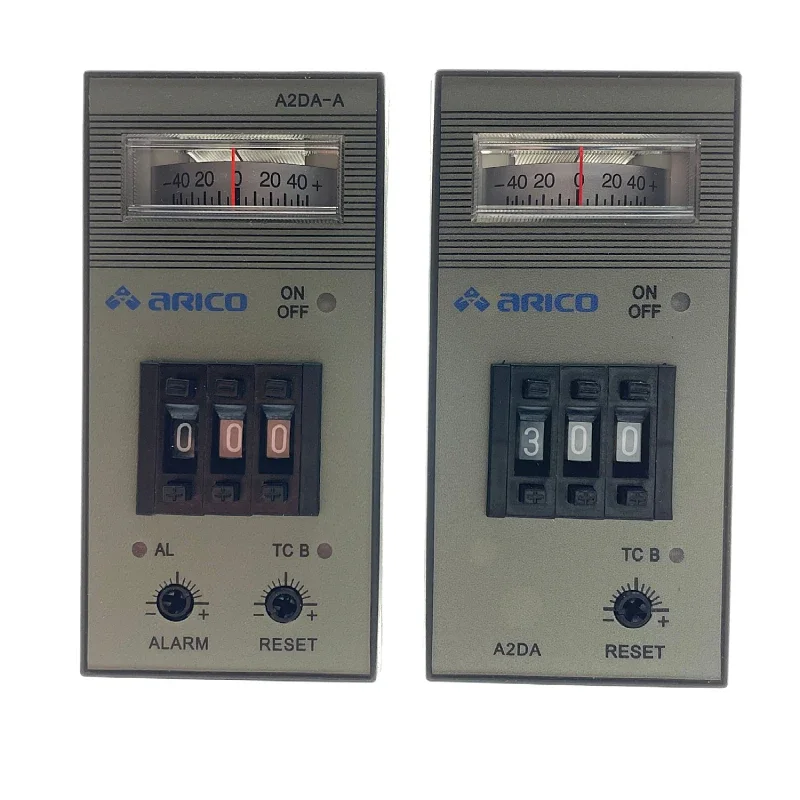 A2DA-A
-40 20 0 20 40 +
ARICO
ON
OFF
0 0 0
AL
TC B
- + - +
ALARM RESET
-40 20 0 20 40 +
ARICO
ON
OFF
3 0 0
TC B
- +
A2DA RESET